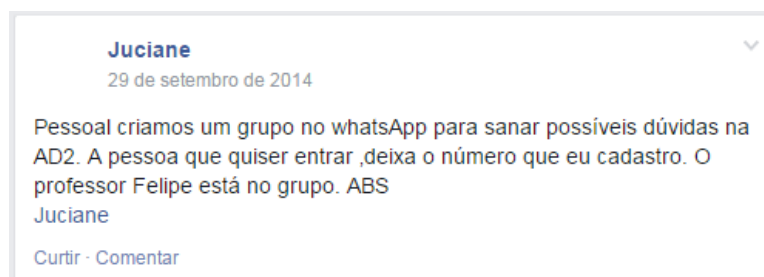 Juciane
29 de setembro de 2014
Pessoal criamos um grupo no whatsApp para sanar possíveis dúvidas na
AD2. A pessoa que quiser entrar ,deixa o número que eu cadastro. O
professor Felipe está no grupo. ABS
Juciane
Curtir · Comentar